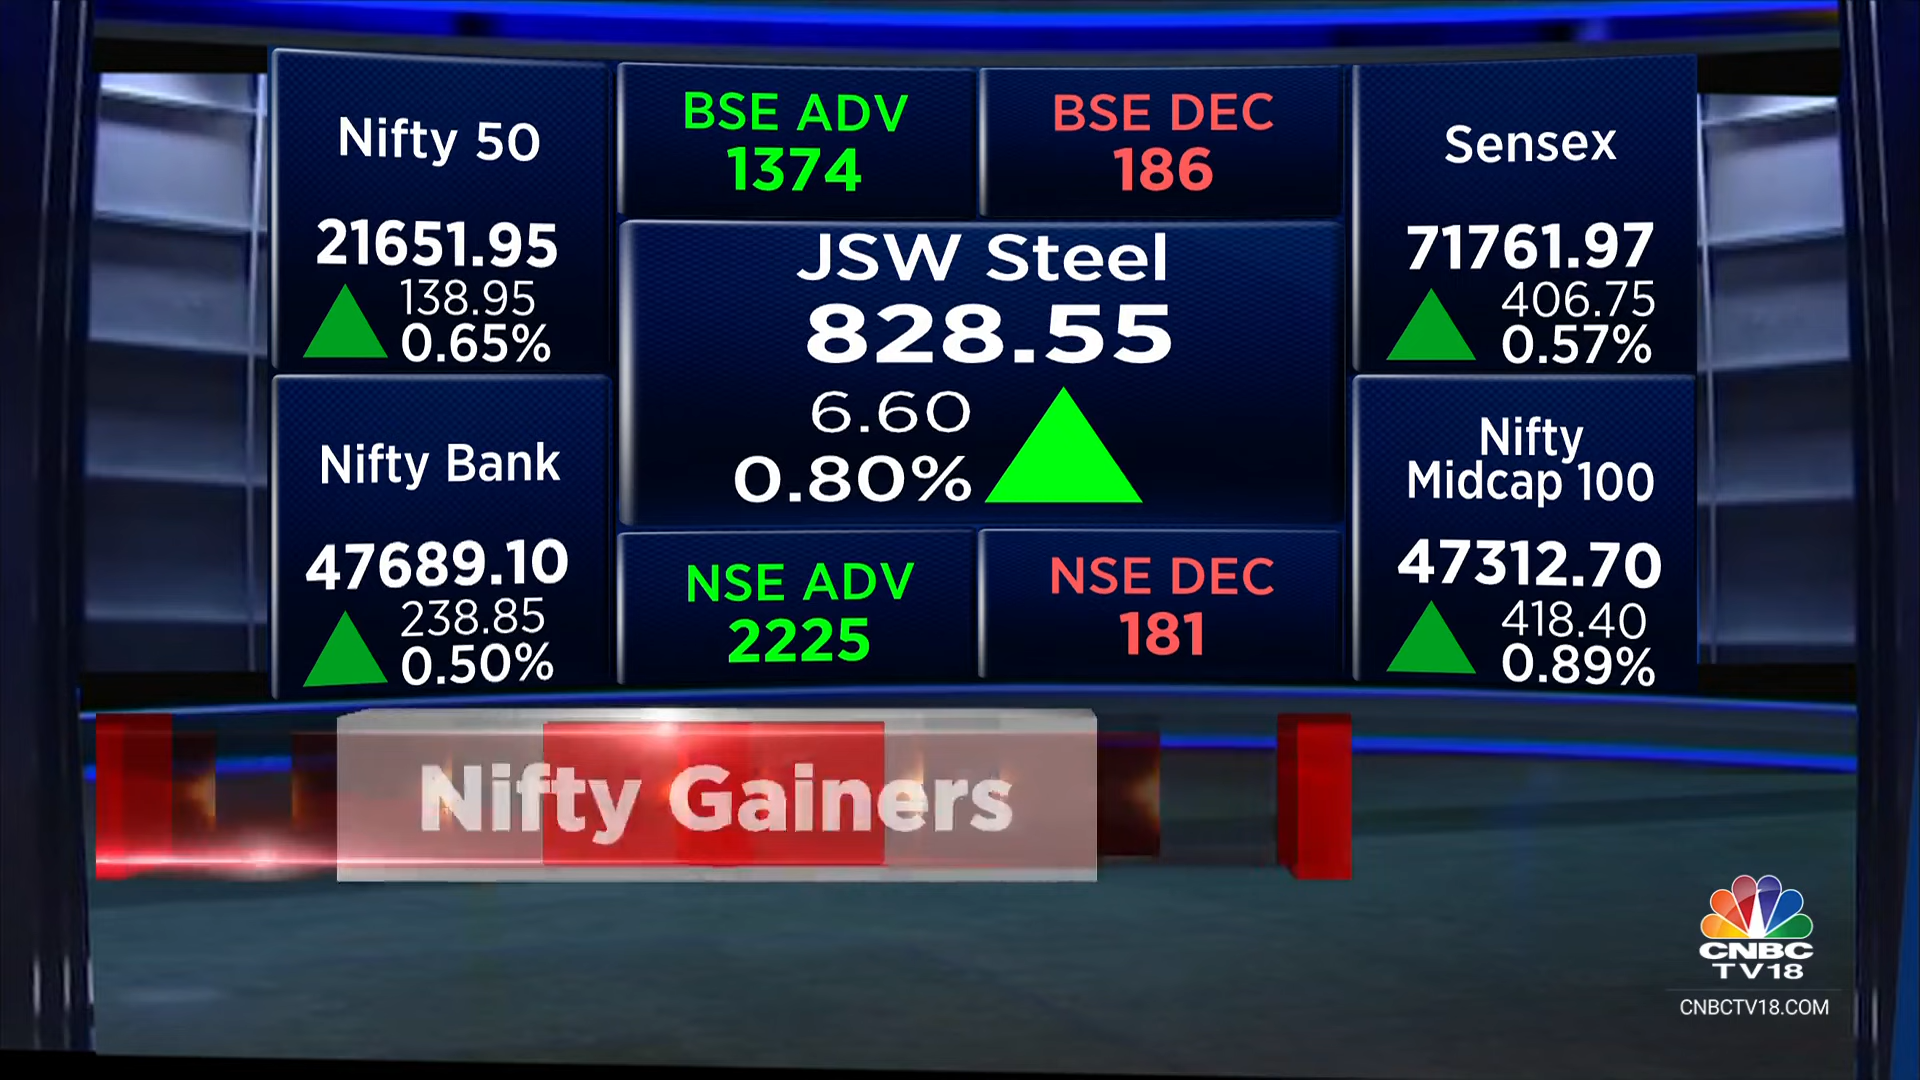 Nifty 50
21651.95
138.95
0.65%
BSE ADV
1374
BSE DEC
186
Sensex
71761.97
406.75
0.57%
JSW Steel
828.55
6.60
0.80%
Nifty Bank
47689.10
238.85
0.50%
NSE ADV
2225
NSE DEC
181
Nifty
Midcap 100
47312.70
418.40
0.89%
Nifty Gainers
CNBC
TV18
CNBCTV18.COM